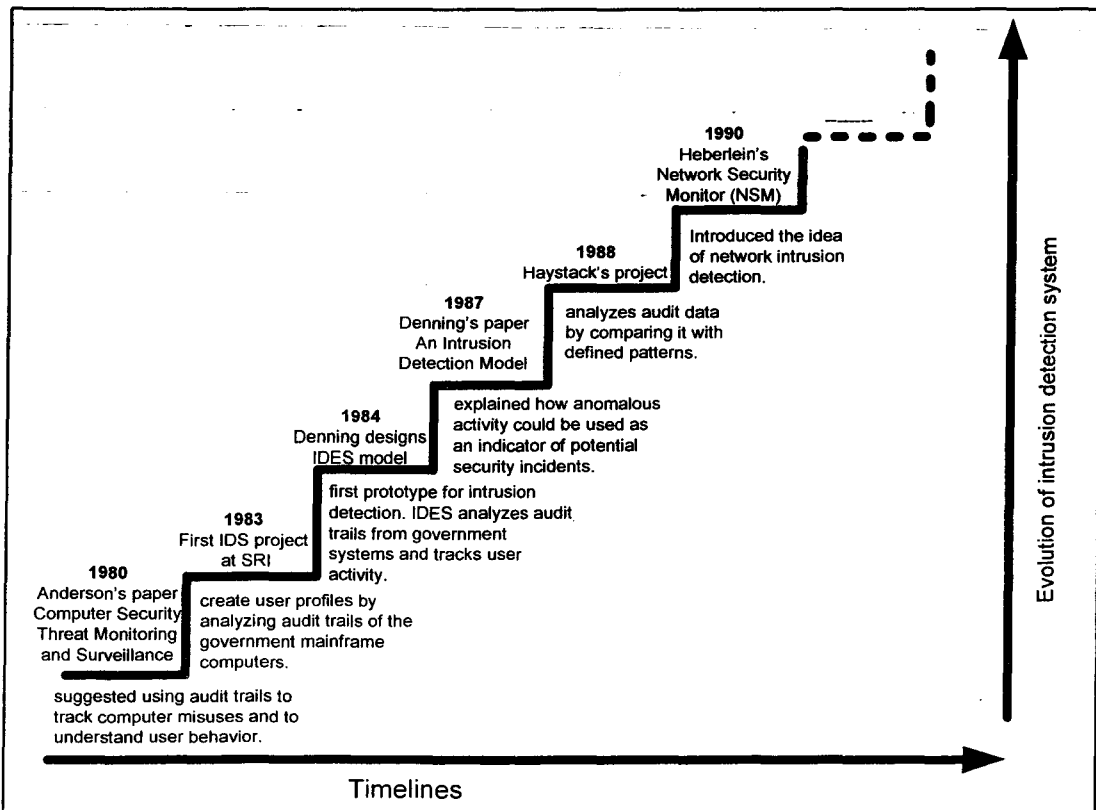 1990
Heberlein's
Network Security
Monitor (NSM)
Introduced the idea
of network intrusion
detection.
1988
Haystack's project
analyzes audit data
by comparing it with
defined patterns.
1987
Denning's paper
An Intrusion
Detection Model
explained how anomalous
activity could be used as
an indicator of potential
security incidents.
1984
Denning designs
IDES model
first prototype for intrusion
detection. IDES analyzes audit
trails from government
systems and tracks user
activity.
1983
First IDS project
at SRI
create user profiles by
analyzing audit trails of the
government mainframe
computers.
1980
Anderson's paper
Computer Security
Threat Monitoring
and Surveillance
suggested using audit trails to
track computer misuses and to
understand user behavior.
Timelines
Evolution of intrusion detection system